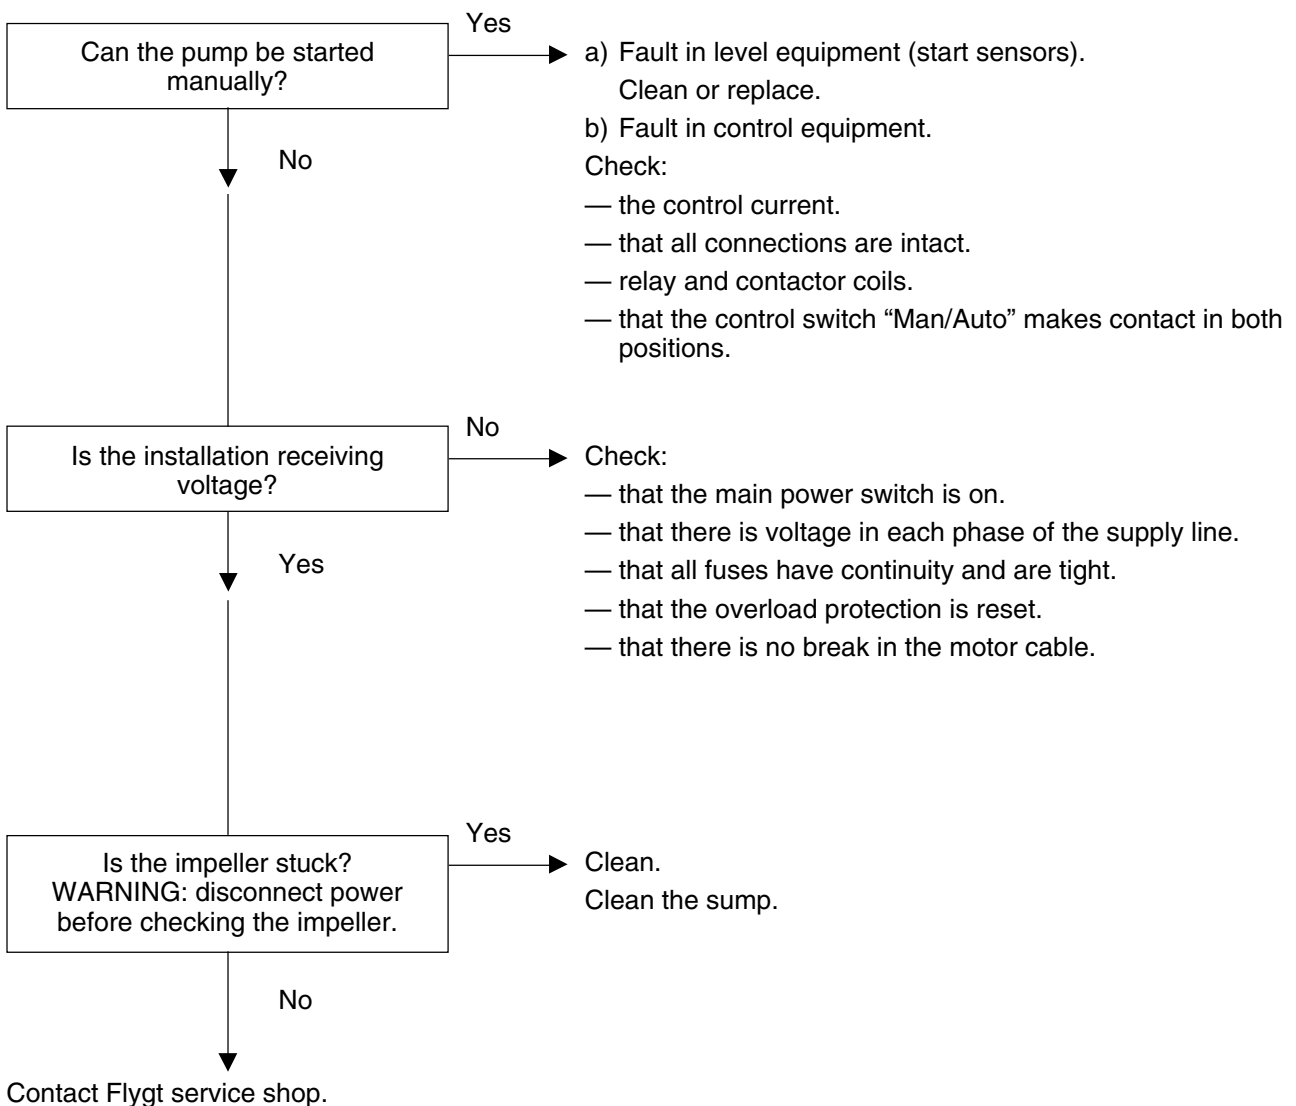 Can the pump be started
manually?
Yes
a) Fault in level equipment (start sensors).
Clean or replace.
b) Fault in control equipment.
Check:
— the control current.
— that all connections are intact.
— relay and contactor coils.
— that the control switch “Man/Auto” makes contact in both
positions.
No
Is the installation receiving
voltage?
No
Check:
— that the main power switch is on.
— that there is voltage in each phase of the supply line.
— that all fuses have continuity and are tight.
— that the overload protection is reset.
— that there is no break in the motor cable.
Yes
Is the impeller stuck?
WARNING: disconnect power
before checking the impeller.
Yes
Clean.
Clean the sump.
No
Contact Flygt service shop.